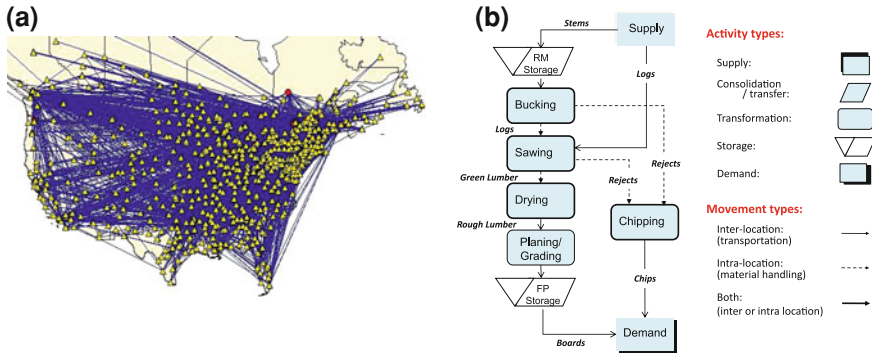 (a)
(b)
Stems
Supply
RM
Storage
Logs
Bucking
Logs
Sawing
Rejects
Green Lumber
Rejects
Drying
Rough Lumber
Chipping
Planing/
Grading
FP
Storage
Chips
Boards
Demand
Activity types:
Supply:
Consolidation
/ transfer:
Transformation:
Storage:
Demand:
Movement types:
Inter-location:
(transportation)
Intra-location:
(material handling)
Both:
(inter or intra location)